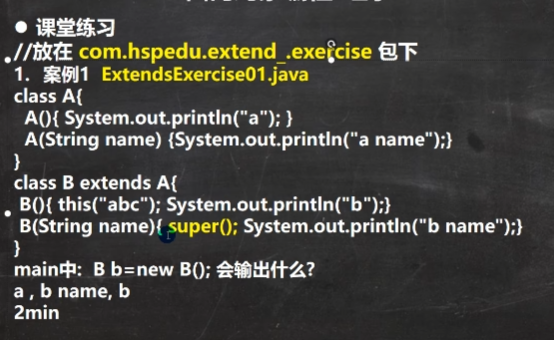 ● 课堂练习
//放在 com.hspedu.extend_.exercise 包下
1. 案例1 ExtendsExercise01.java
class A{
A(){ System.out.println("a"); }
A(String name) {System.out.println("a name");}
}
class B extends A{
B(){ this("abc"); System.out.println("b");}
B(String name){ super(); System.out.println("b name");}
}
main中: B b=new B(); 会输出什么?
a , b name, b
2min